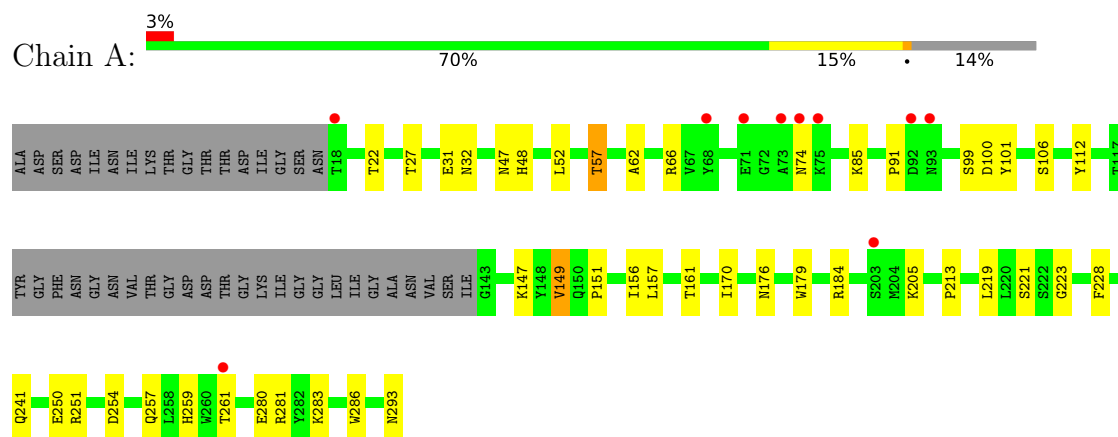 3%
Chain A:
70% 15% • 14%
ALA ASP SER ASP ILE ASN ILE LYS THR GLY THR THR ASP ILE GLY SER ASN T18 T22 T27 E31 N32 N47 H48 L52 T57 A62 R66 V67 Y68 E71 G72 A73 N74 K75 K85 P91 D92 N93 S99 D100 Y101 S106 Y112 T117
TYR GLY PHE ASN GLY ASN VAL THR GLY ASP ASP THR GLY LYS ILE GLY GLY LEU ILE GLY ALA ASN VAL SER ILE G143 K147 Y148 V149 Q150 P151 I156 L157 T161 I170 N176 W179 R184 S203 M204 K205 P213 L219 L220 S221 S222 G223 F228
Q241 E250 R251 D254 Q257 L258 H259 W260 T261 E280 R281 Y282 K283 W286 N293